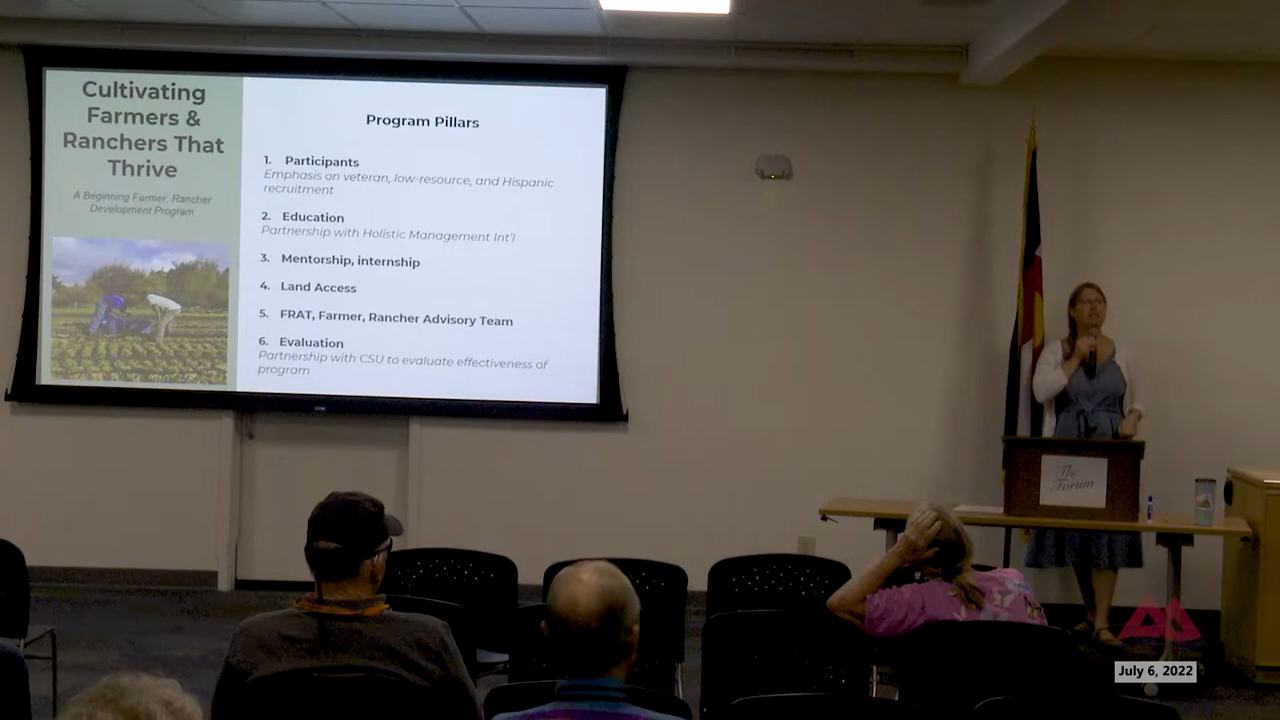 Cultivating
Farmers &
Ranchers That
Thrive
A Beginning Farmer, Rancher
Development Program
Program Pillars
1. Participants
Emphasis on veteran, low-resource, and Hispanic
recruitment
2. Education
Partnership with Holistic Management Int'l
3. Mentorship, internship
4. Land Access
5. FRAT, Farmer, Rancher Advisory Team
6. Evaluation
Partnership with CSU to evaluate effectiveness of
program
The
Forum
July 6, 2022